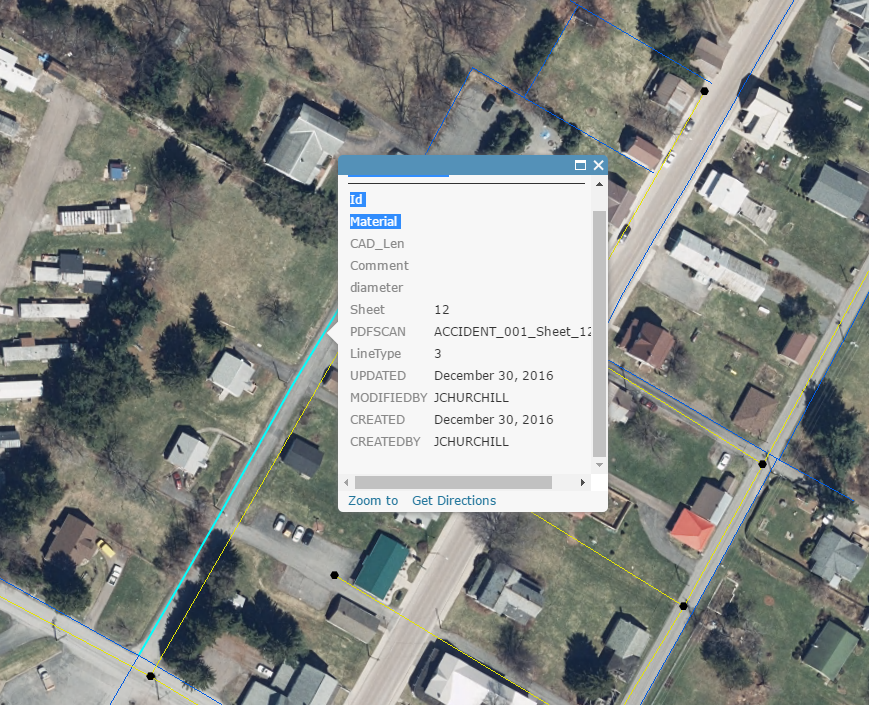 Id
Material
CAD_Len
Comment
diameter
Sheet 12
PDFSCAN ACCIDENT_001_Sheet_12
LineType 3
UPDATED December 30, 2016
MODIFIEDBY JCHURCHILL
CREATED December 30, 2016
CREATEDBY JCHURCHILL
Zoom to Get Directions